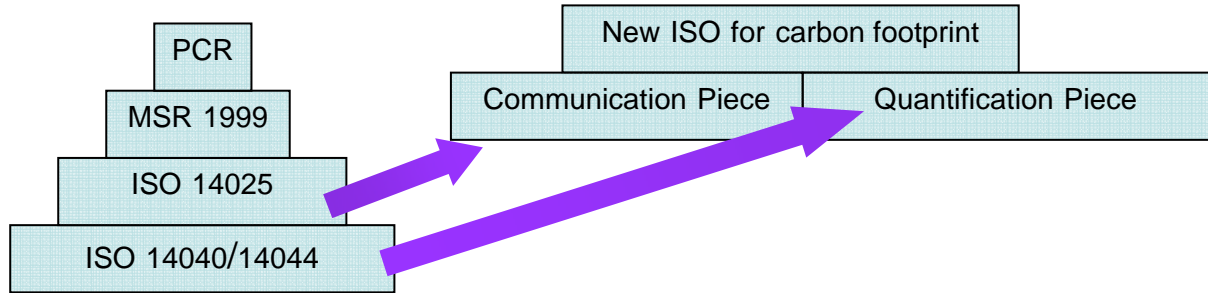 PCR
MSR 1999
ISO 14025
ISO 14040/14044
New ISO for carbon footprint
Communication Piece
Quantification Piece